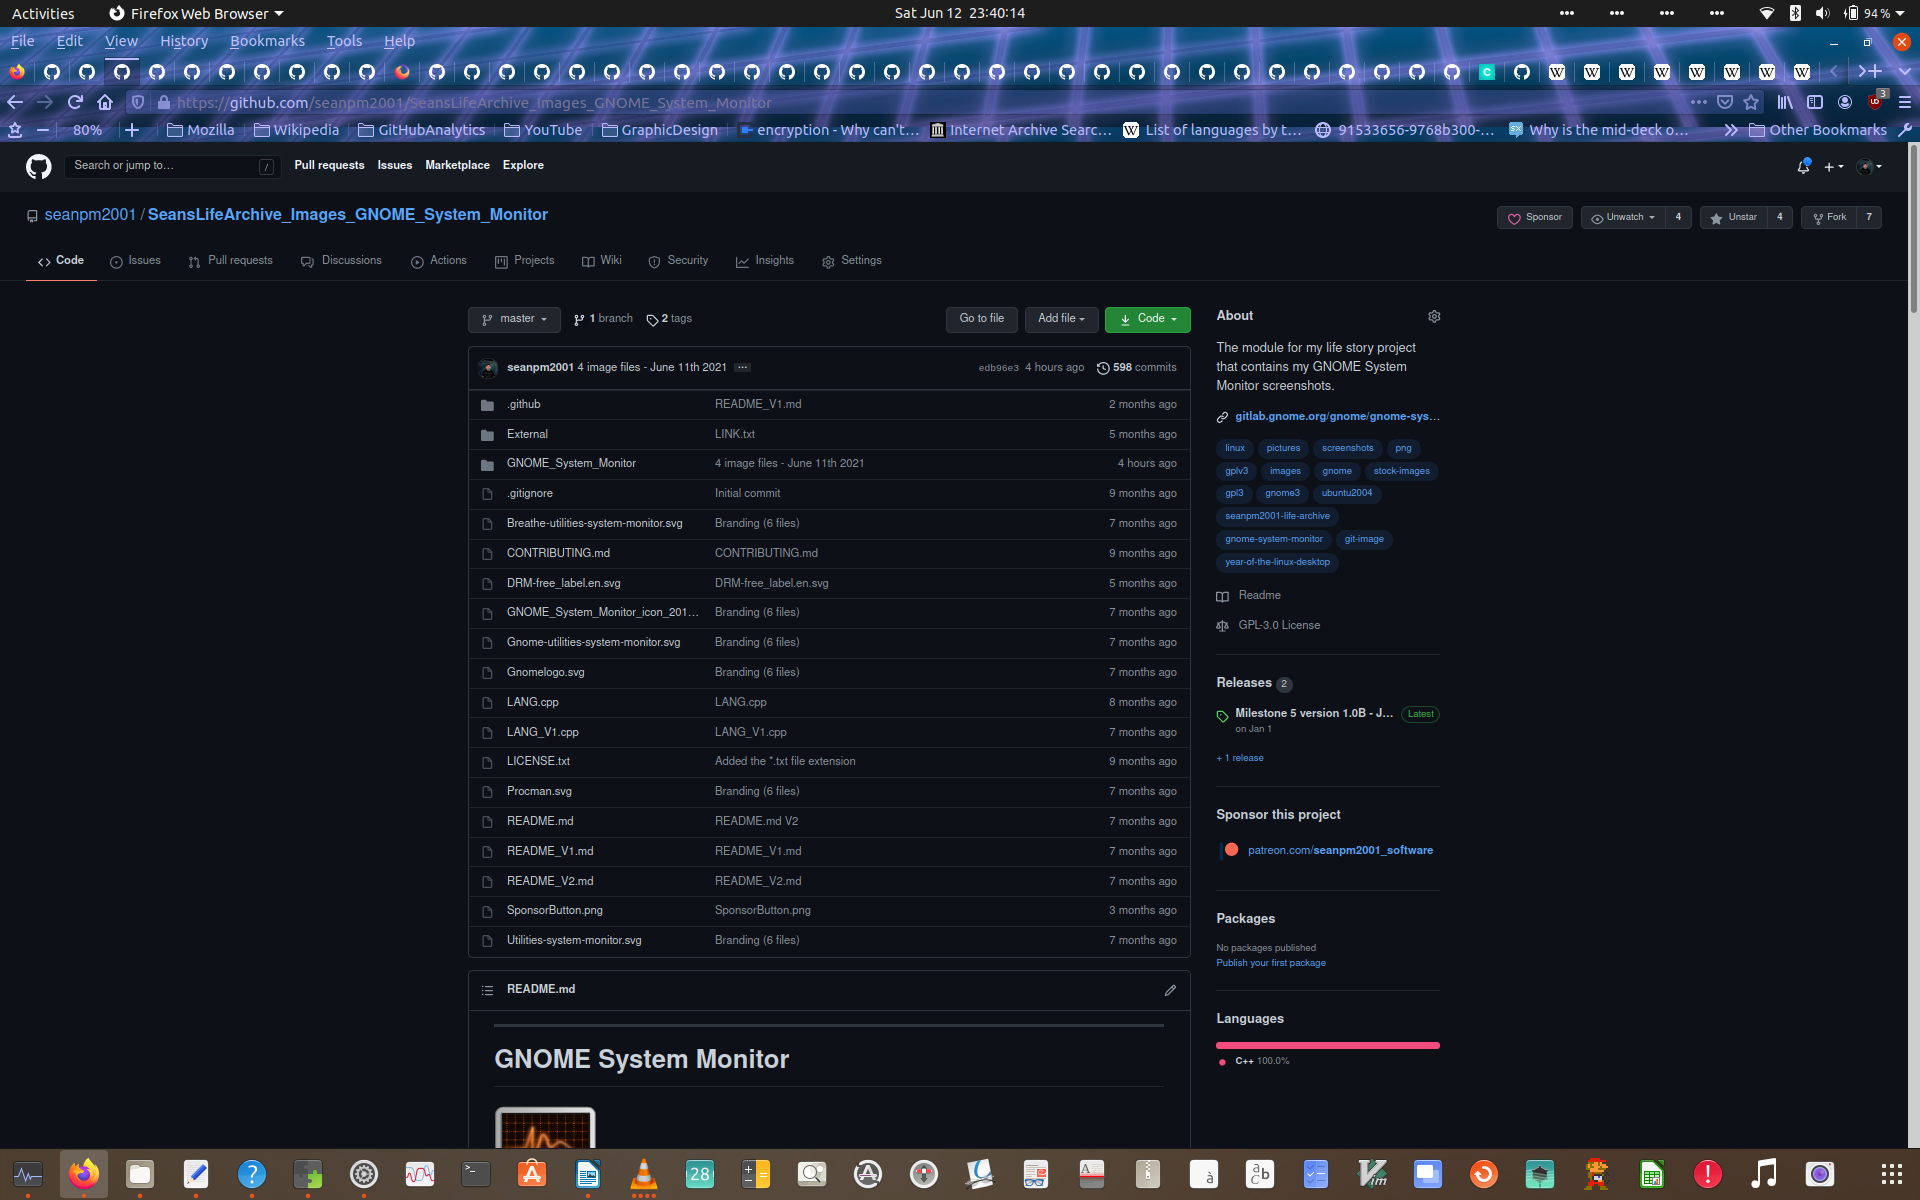 Activities
Firefox Web Browser
Sat Jun 12 23:40:14
94 %
File Edit View History Bookmarks Tools Help
https://github.com/seanpm2001/SeansLifeArchive_Images_GNOME_System_Monitor
3
80%
Mozilla
Wikipedia
GitHubAnalytics
YouTube
GraphicDesign
encryption - Why can't...
Internet Archive Searc...
List of languages by t...
91533656-9768b300-...
Why is the mid-deck o...
Other Bookmarks
Search or jump to...
/
Pull requests Issues Marketplace Explore
seanpm2001 / SeansLifeArchive_Images_GNOME_System_Monitor
Sponsor
Unwatch 4
Unstar 4
Fork 7
Code Issues Pull requests Discussions Actions Projects Wiki Security Insights Settings
master
1 branch
2 tags
Go to file
Add file
Code
seanpm2001 4 image files - June 11th 2021 ...
edb96e3 4 hours ago
598 commits
.github README_V1.md 2 months ago
External LINK.txt 5 months ago
GNOME_System_Monitor 4 image files - June 11th 2021 4 hours ago
.gitignore Initial commit 9 months ago
Breathe-utilities-system-monitor.svg Branding (6 files) 7 months ago
CONTRIBUTING.md CONTRIBUTING.md 9 months ago
DRM-free_label.en.svg DRM-free_label.en.svg 5 months ago
GNOME_System_Monitor_icon_201... Branding (6 files) 7 months ago
Gnome-utilities-system-monitor.svg Branding (6 files) 7 months ago
Gnomelogo.svg Branding (6 files) 7 months ago
LANG.cpp LANG.cpp 8 months ago
LANG_V1.cpp LANG_V1.cpp 7 months ago
LICENSE.txt Added the *.txt file extension 9 months ago
Procman.svg Branding (6 files) 7 months ago
README.md README.md V2 7 months ago
README_V1.md README_V1.md 7 months ago
README_V2.md README_V2.md 7 months ago
SponsorButton.png SponsorButton.png 3 months ago
Utilities-system-monitor.svg Branding (6 files) 7 months ago
README.md
GNOME System Monitor
About
The module for my life story project
that contains my GNOME System
Monitor screenshots.
gitlab.gnome.org/gnome/gnome-sys...
linux pictures screenshots png
gplv3 images gnome stock-images
gpl3 gnome3 ubuntu2004
seanpm2001-life-archive
gnome-system-monitor git-image
year-of-the-linux-desktop
Readme
GPL-3.0 License
Releases 2
Milestone 5 version 1.0B - J... Latest
on Jan 1
+ 1 release
Sponsor this project
patreon.com/seanpm2001_software
Packages
No packages published
Publish your first package
Languages
C++ 100.0%
28